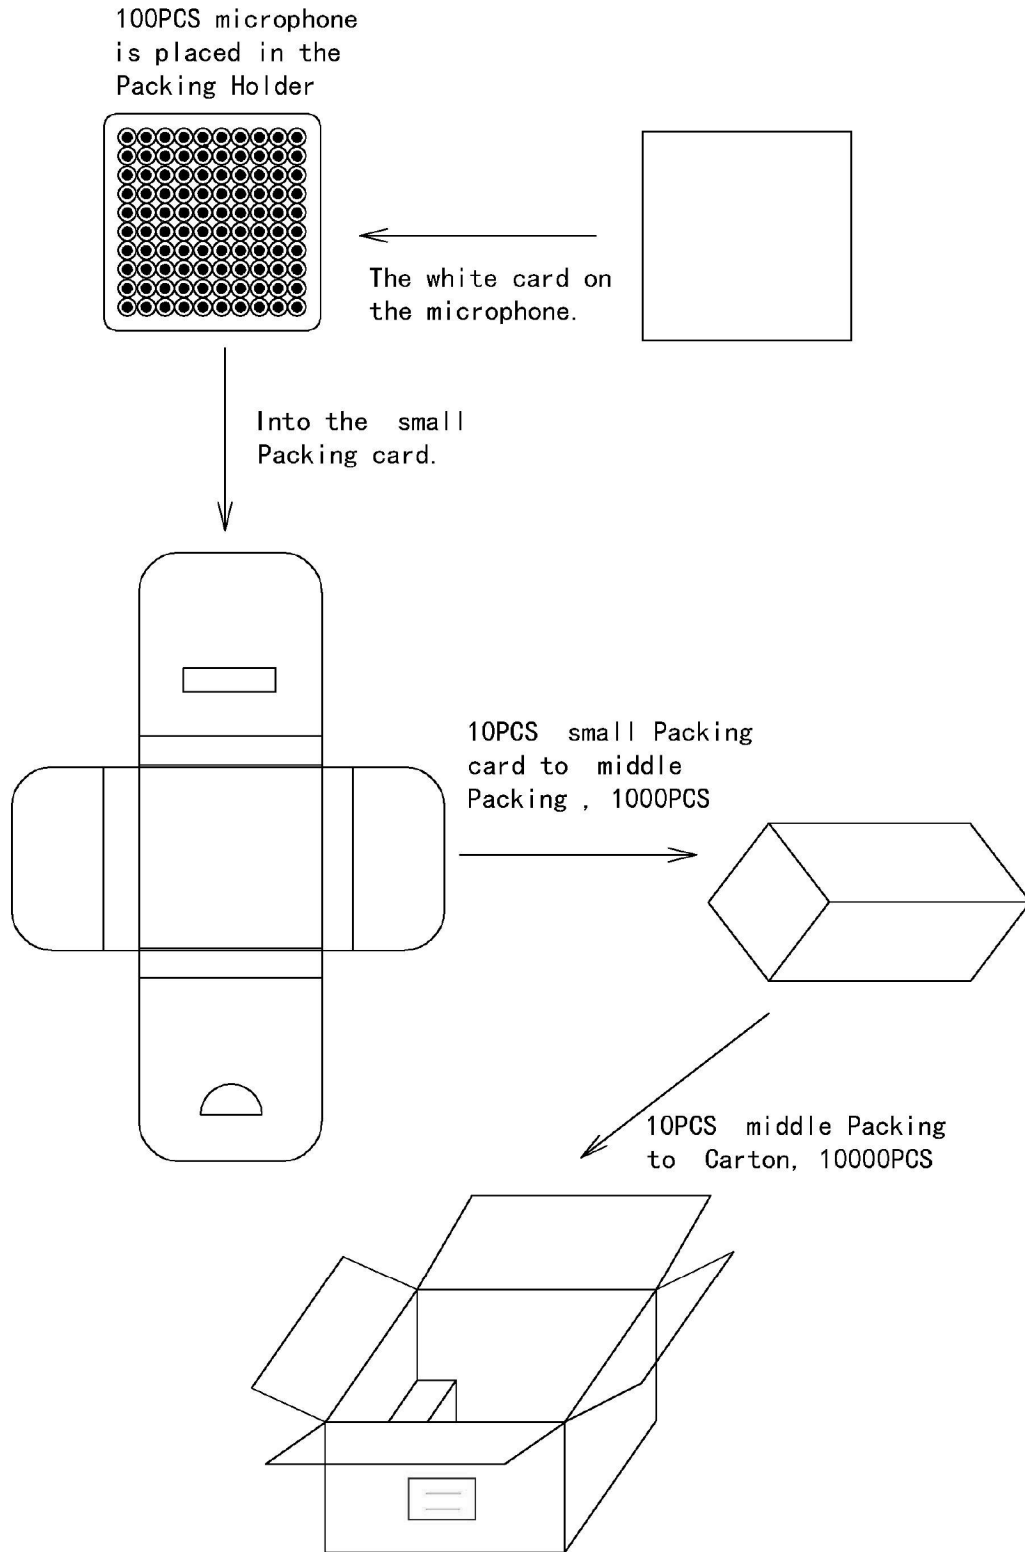 100PCS microphone
is placed in the
Packing Holder
The white card on
the microphone.
Into the small
Packing card.
10PCS small Packing
card to middle
Packing , 1000PCS
10PCS middle Packing
to Carton, 10000PCS